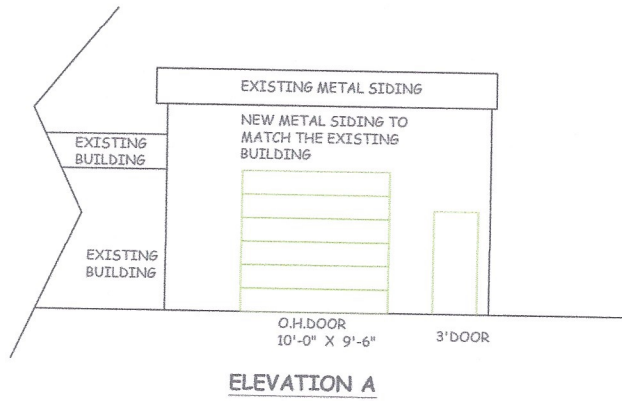 EXISTING METAL SIDING
NEW METAL SIDING TO
MATCH THE EXISTING
BUILDING
EXISTING
BUILDING
EXISTING
BUILDING
O.H.DOOR
10'-0" X 9'-6"
3'DOOR
ELEVATION A